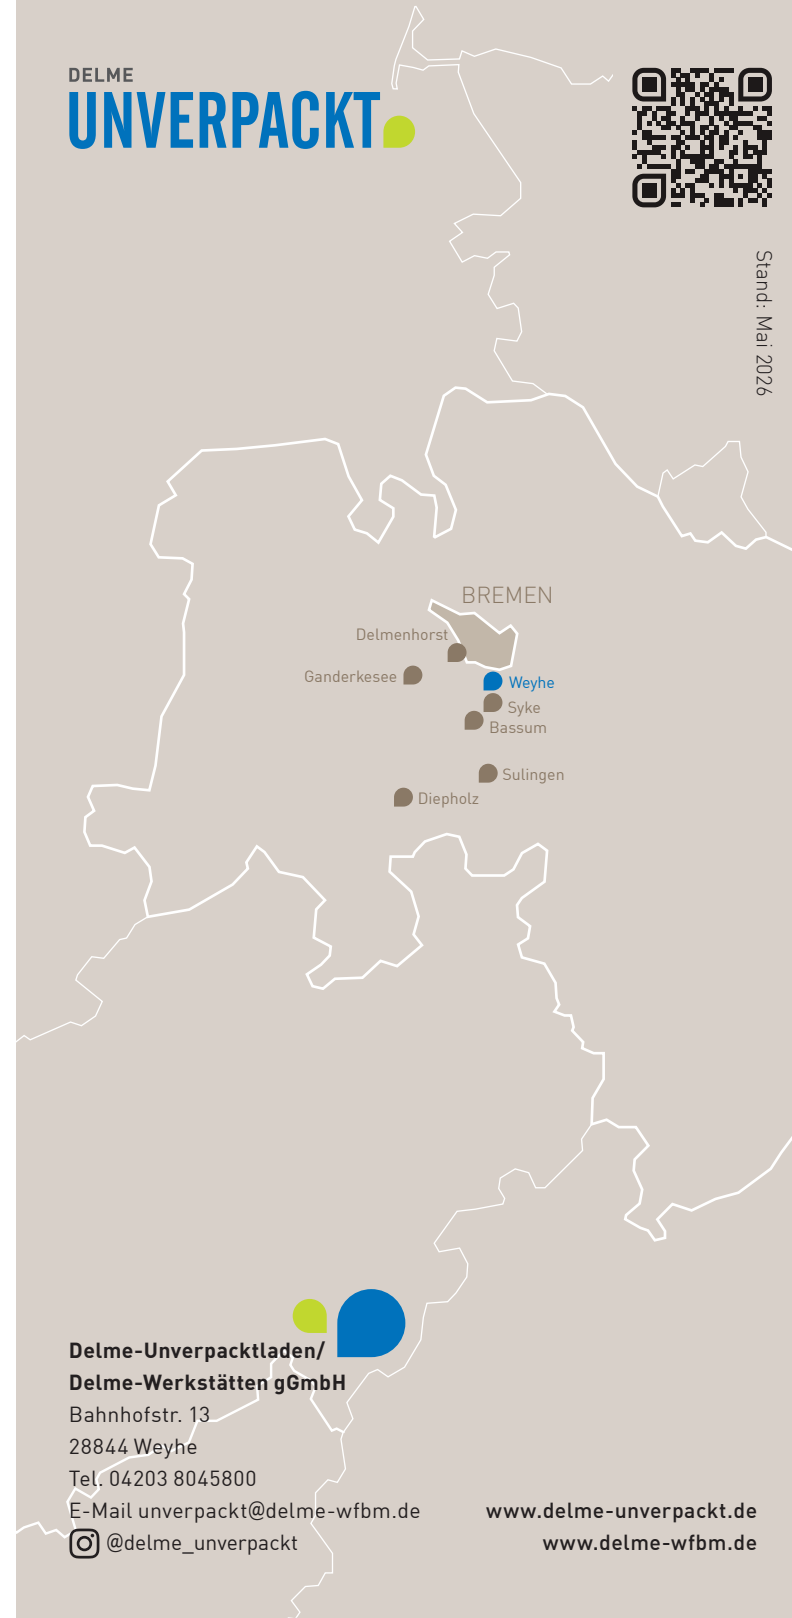 DELME
UNVERPACKT
Stand: Mai 2026
BREMEN
Delmenhorst
Ganderkesee
Weyhe
Syke
Bassum
Sulingen
Diepholz
Delme-Unverpacktladen/
Delme-Werkstätten gGmbH
Bahnhofstr. 13
28844 Weyhe
Tel. 04203 8045800
E-Mail unverpackt@delme-wfbm.de
@delme_unverpackt
www.delme-unverpackt.de
www.delme-wfbm.de